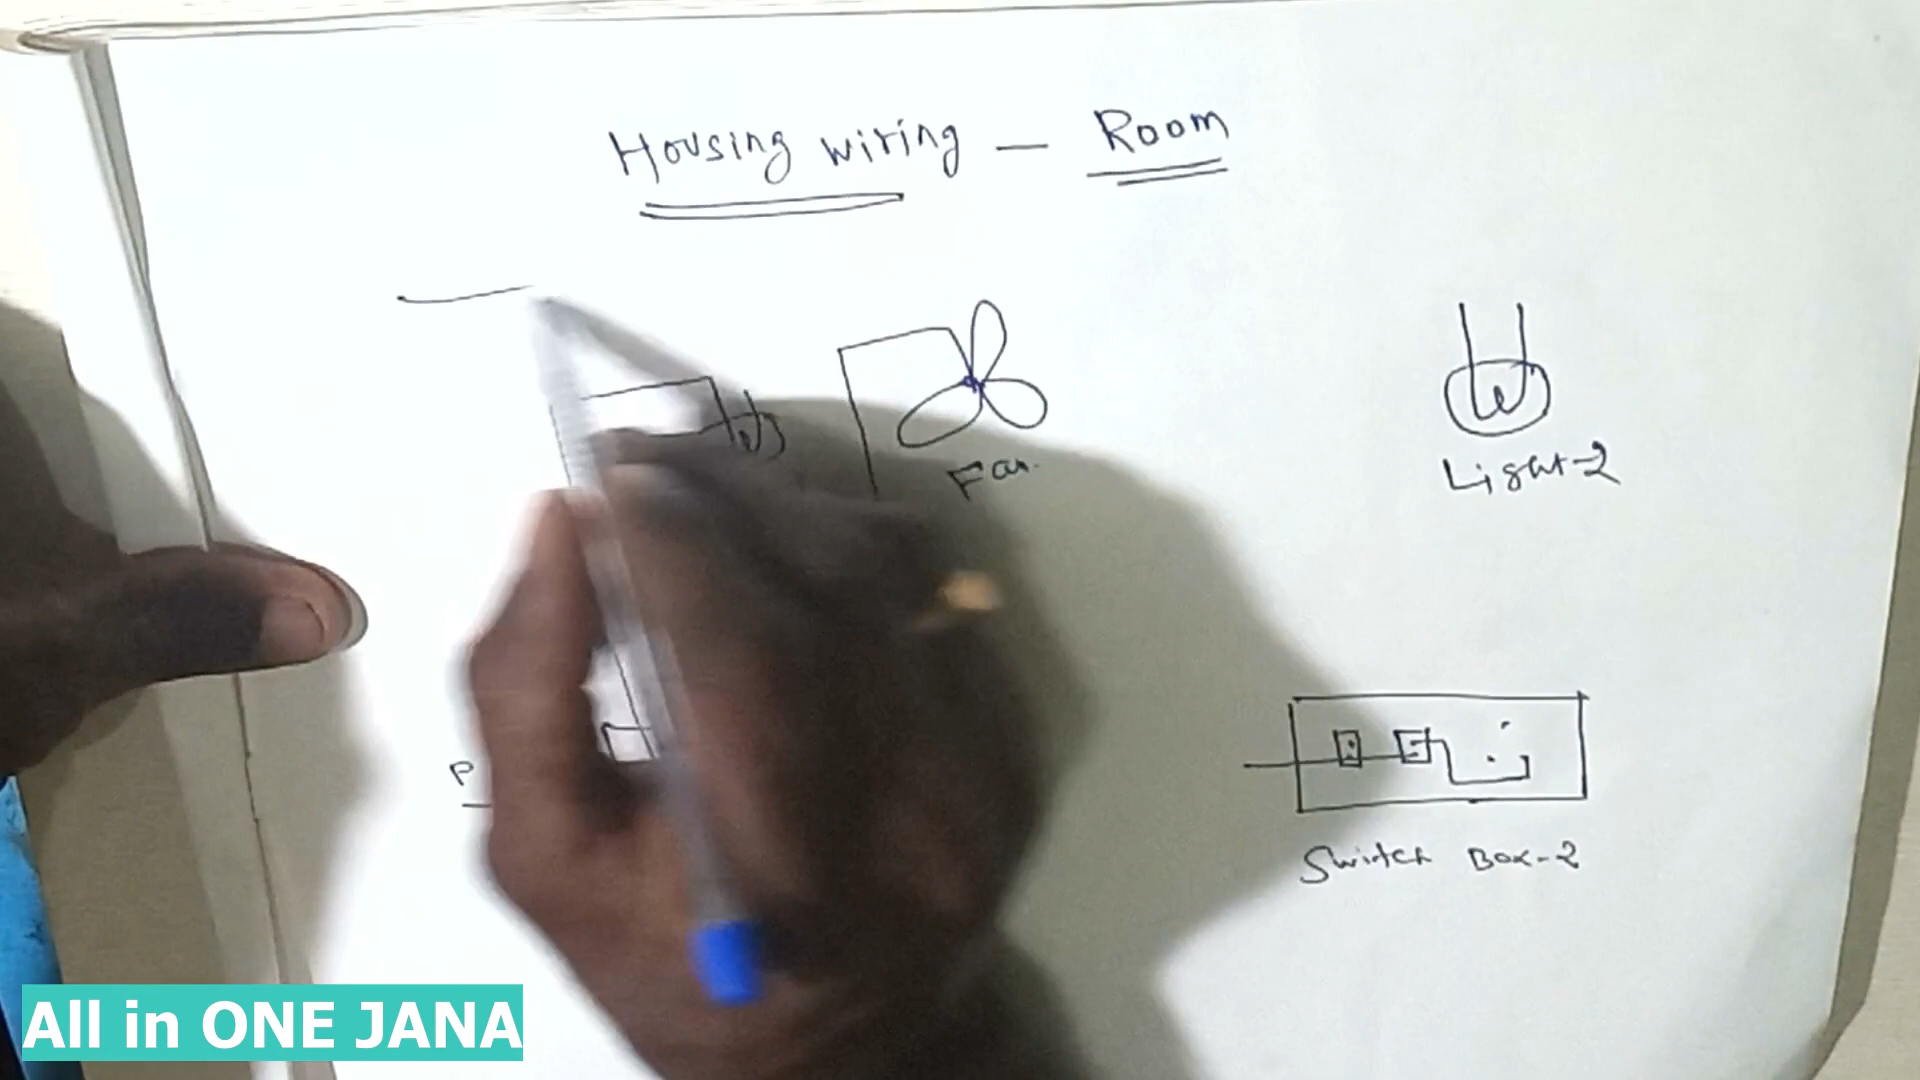 Housing wiring — Room
Fan.
Light-2
P
Switch Box-2
All in ONE JANA